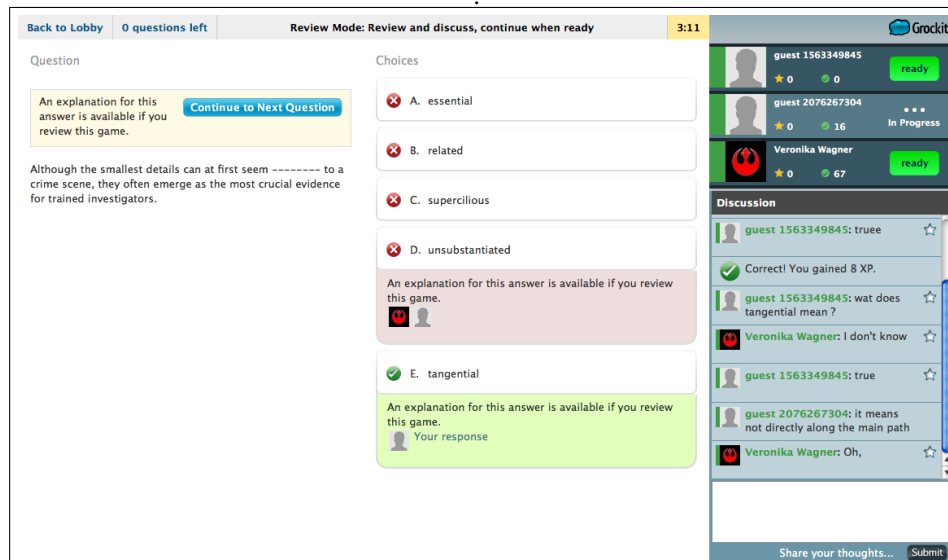 Back to Lobby
0 questions left
Review Mode: Review and discuss, continue when ready
3:11
Grockit
Question
An explanation for this
answer is available if you
review this game.
Continue to Next Question
Although the smallest details can at first seem -------- to a
crime scene, they often emerge as the most crucial evidence
for trained investigators.
Choices
A. essential
B. related
C. supercilious
D. unsubstantiated
An explanation for this answer is available if you review
this game.
E. tangential
An explanation for this answer is available if you review
this game.
Your response
guest 1563349845
0 0
ready
guest 2076267304
0 16
In Progress
Veronika Wagner
0 67
ready
Discussion
guest 1563349845: truee
Correct! You gained 8 XP.
guest 1563349845: wat does
tangential mean ?
Veronika Wagner: I don't know
guest 1563349845: true
guest 2076267304: it means
not directly along the main path
Veronika Wagner: Oh,
Share your thoughts...
Submit